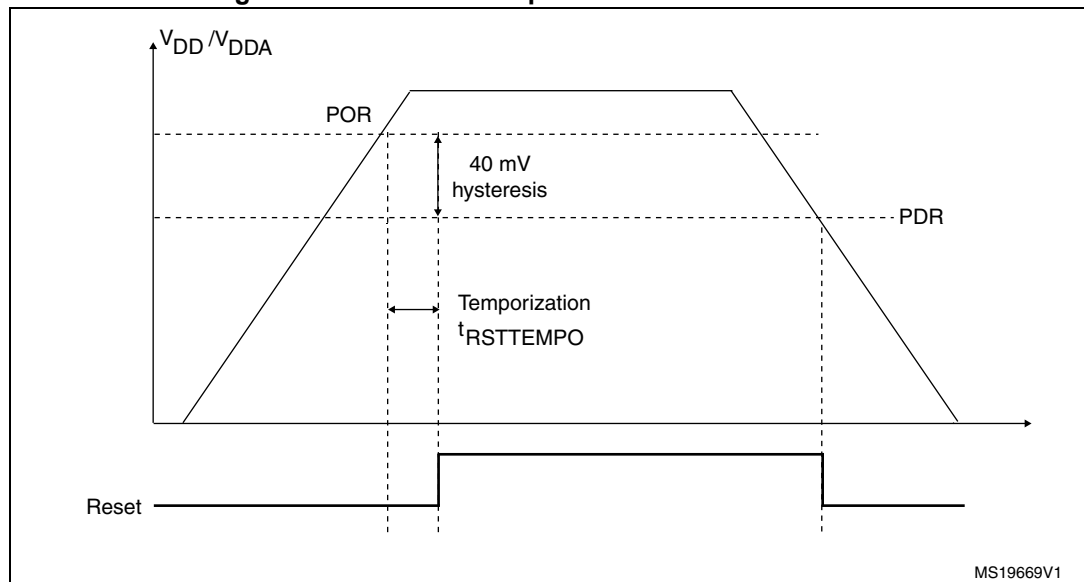 V_DD /V_DDA
POR
40 mV
hysteresis
PDR
Temporization
t_RSTTEMPO
Reset
MS19669V1